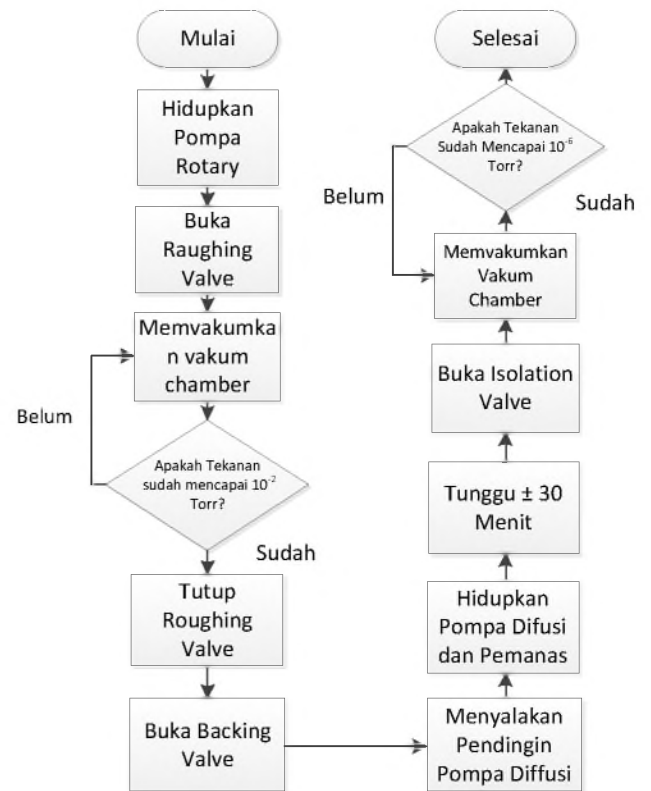 Mulai
Hidupkan
Pompa
Rotary
Buka
Raughing
Valve
Memvakumka
n vakum
chamber
Belum
Apakah Tekanan
sudah mencapai 10⁻²
Torr?
Sudah
Tutup
Roughing
Valve
Buka Backing
Valve
Menyalakan
Pendingin
Pompa Diffusi
Hidupkan
Pompa Difusi
dan Pemanas
Tunggu ± 30
Menit
Buka Isolation
Valve
Memvakumkan
Vakum
Chamber
Belum
Sudah
Apakah Tekanan
Sudah Mencapai 10⁻⁶
Torr?
Selesai